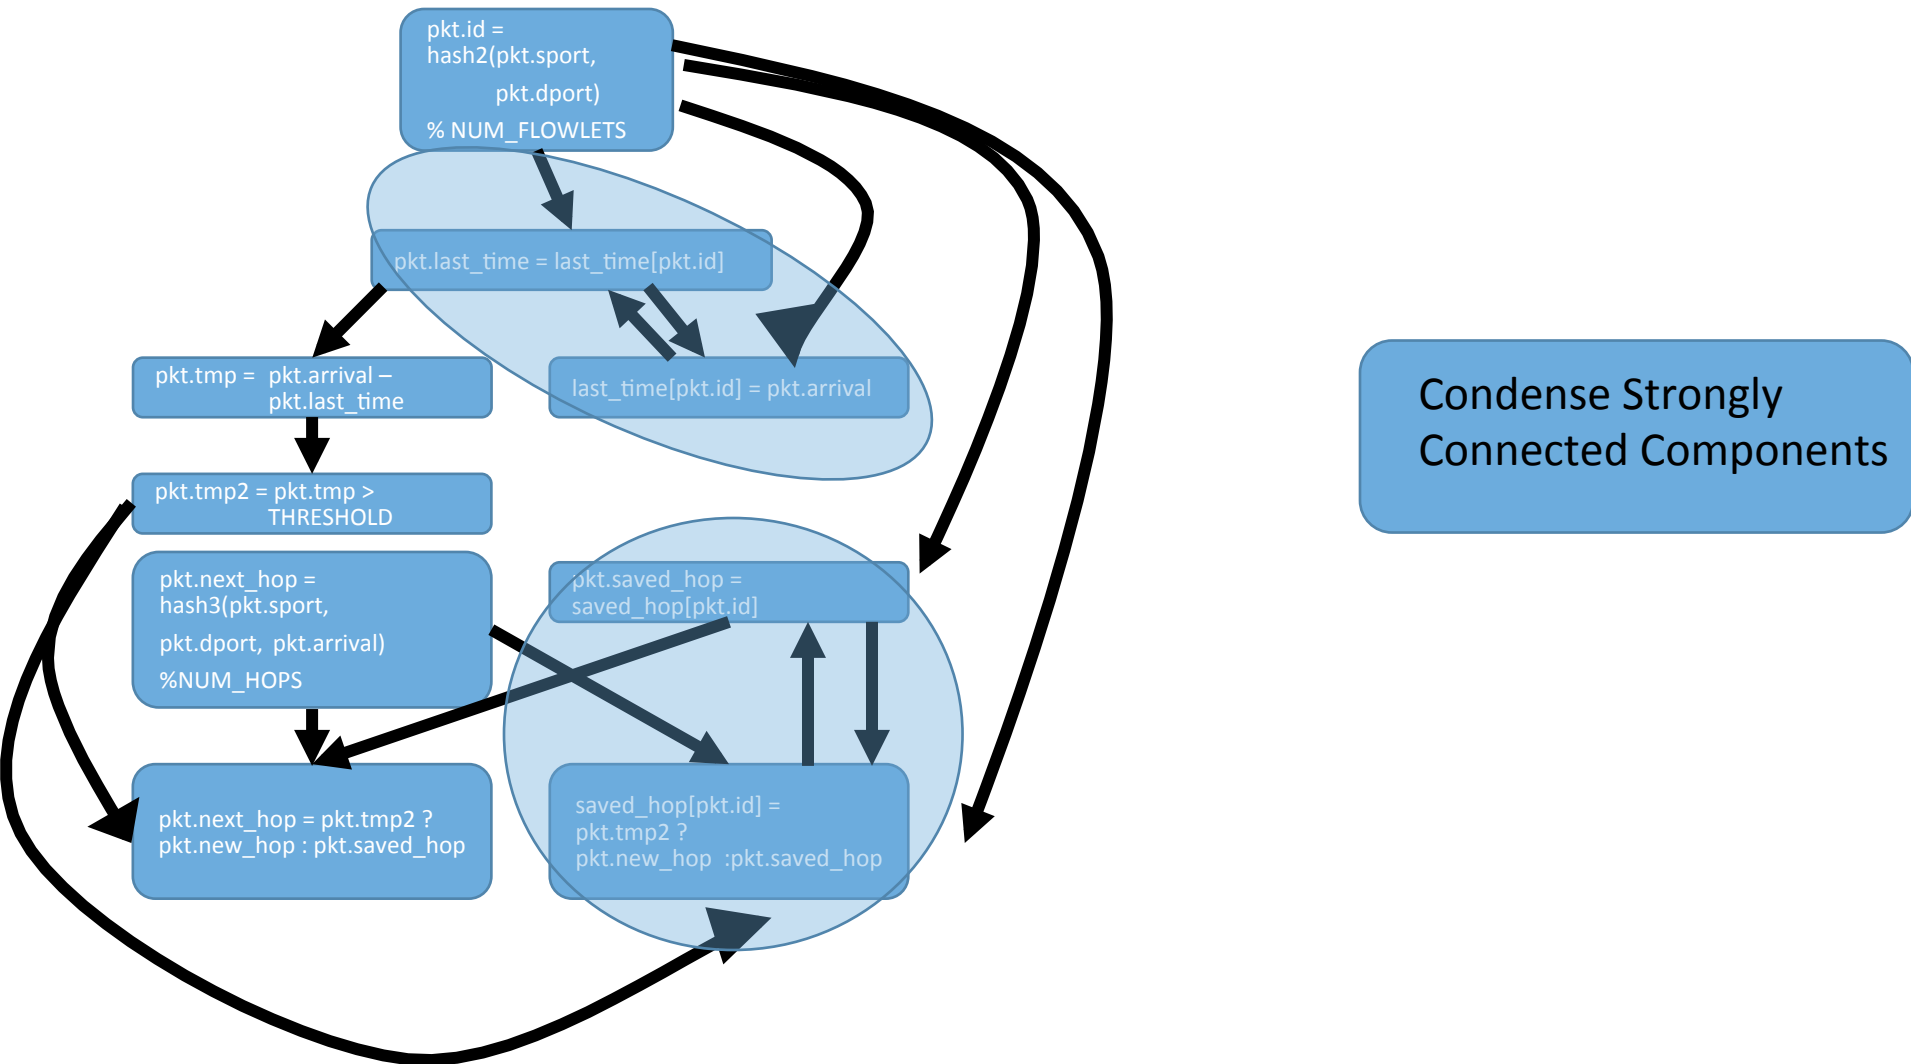 pkt.id =
hash2(pkt.sport,
pkt.dport)
% NUM_FLOWLETS
pkt.last_time = last_time[pkt.id]
pkt.tmp = pkt.arrival –
pkt.last_time
last_time[pkt.id] = pkt.arrival
pkt.tmp2 = pkt.tmp >
THRESHOLD
pkt.next_hop =
hash3(pkt.sport,
pkt.dport, pkt.arrival)
%NUM_HOPS
pkt.saved_hop =
saved_hop[pkt.id]
pkt.next_hop = pkt.tmp2 ?
pkt.new_hop : pkt.saved_hop
saved_hop[pkt.id] =
pkt.tmp2 ?
pkt.new_hop :pkt.saved_hop
Condense Strongly
Connected Components